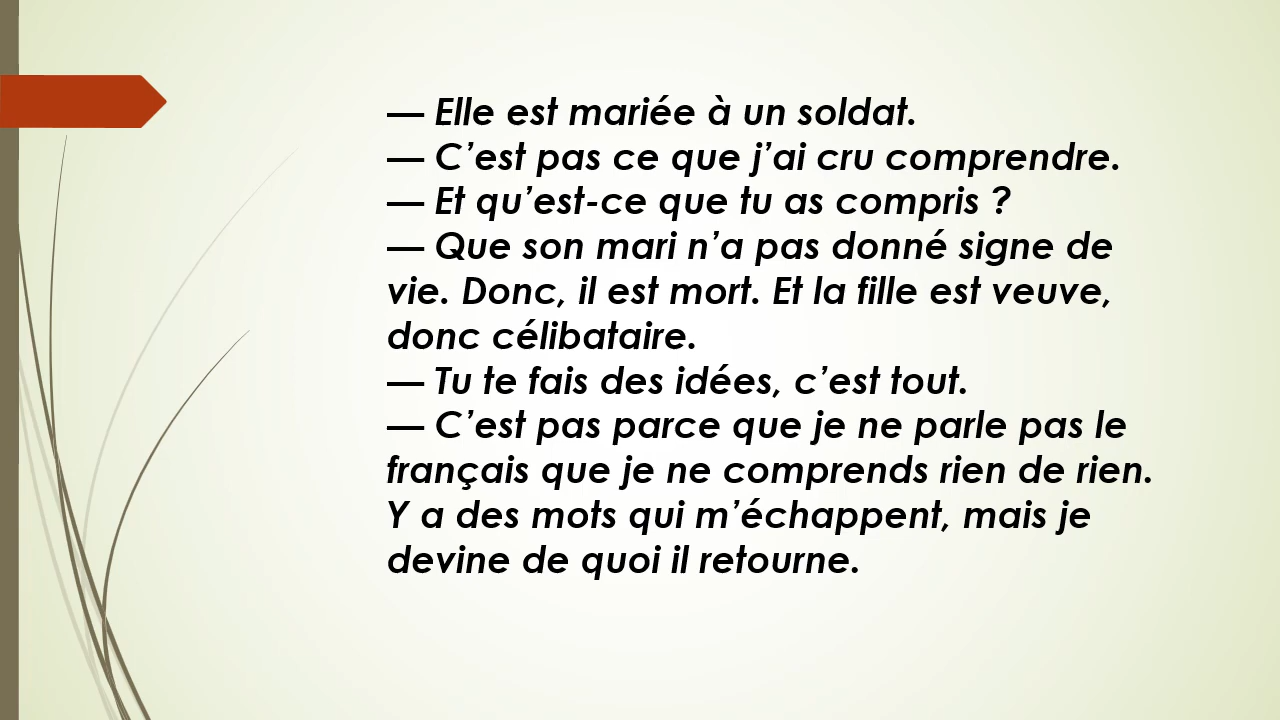 — Elle est mariée à un soldat.
— C’est pas ce que j’ai cru comprendre.
— Et qu’est-ce que tu as compris ?
— Que son mari n’a pas donné signe de
vie. Donc, il est mort. Et la fille est veuve,
donc célibataire.
— Tu te fais des idées, c’est tout.
— C’est pas parce que je ne parle pas le
français que je ne comprends rien de rien.
Y a des mots qui m’échappent, mais je
devine de quoi il retourne.